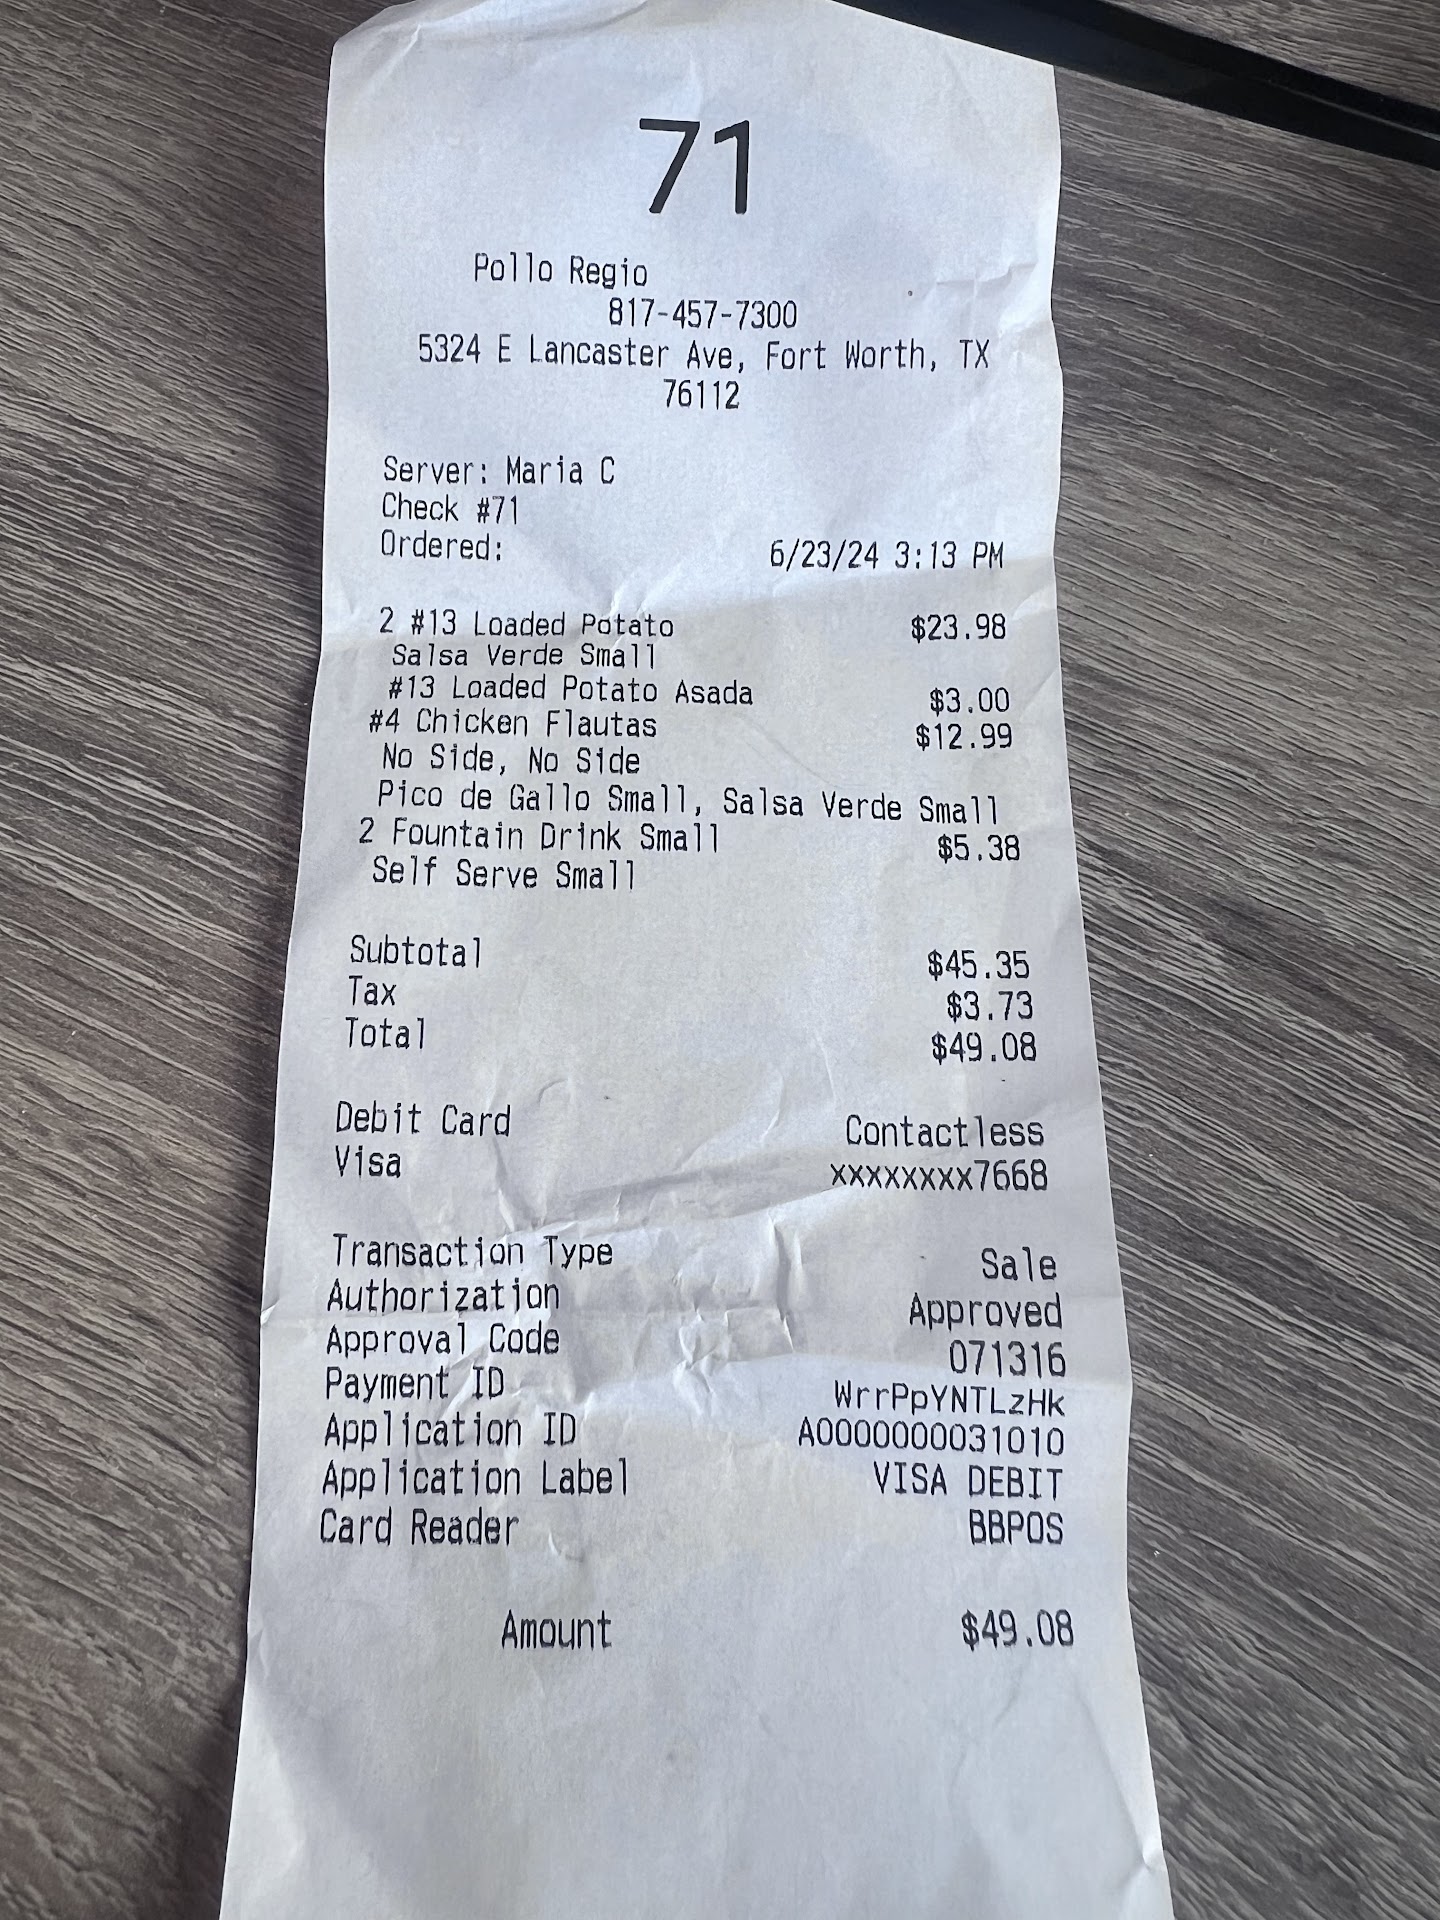 71
Pollo Regio
817-457-7300
5324 E Lancaster Ave, Fort Worth, TX
76112
Server: Maria C
Check #71
Ordered: 6/23/24 3:13 PM
2 #13 Loaded Potato $23.98
Salsa Verde Small
#13 Loaded Potato Asada $3.00
#4 Chicken Flautas $12.99
No Side, No Side
Pico de Gallo Small, Salsa Verde Small
2 Fountain Drink Small $5.38
Self Serve Small
Subtotal $45.35
Tax $3.73
Total $49.08
Debit Card Contactless
Visa xxxxxxxx7668
Transaction Type Sale
Authorization Approved
Approval Code 071316
Payment ID WrrPpYNTLzHk
Application ID A0000000031010
Application Label VISA DEBIT
Card Reader BBPOS
Amount $49.08